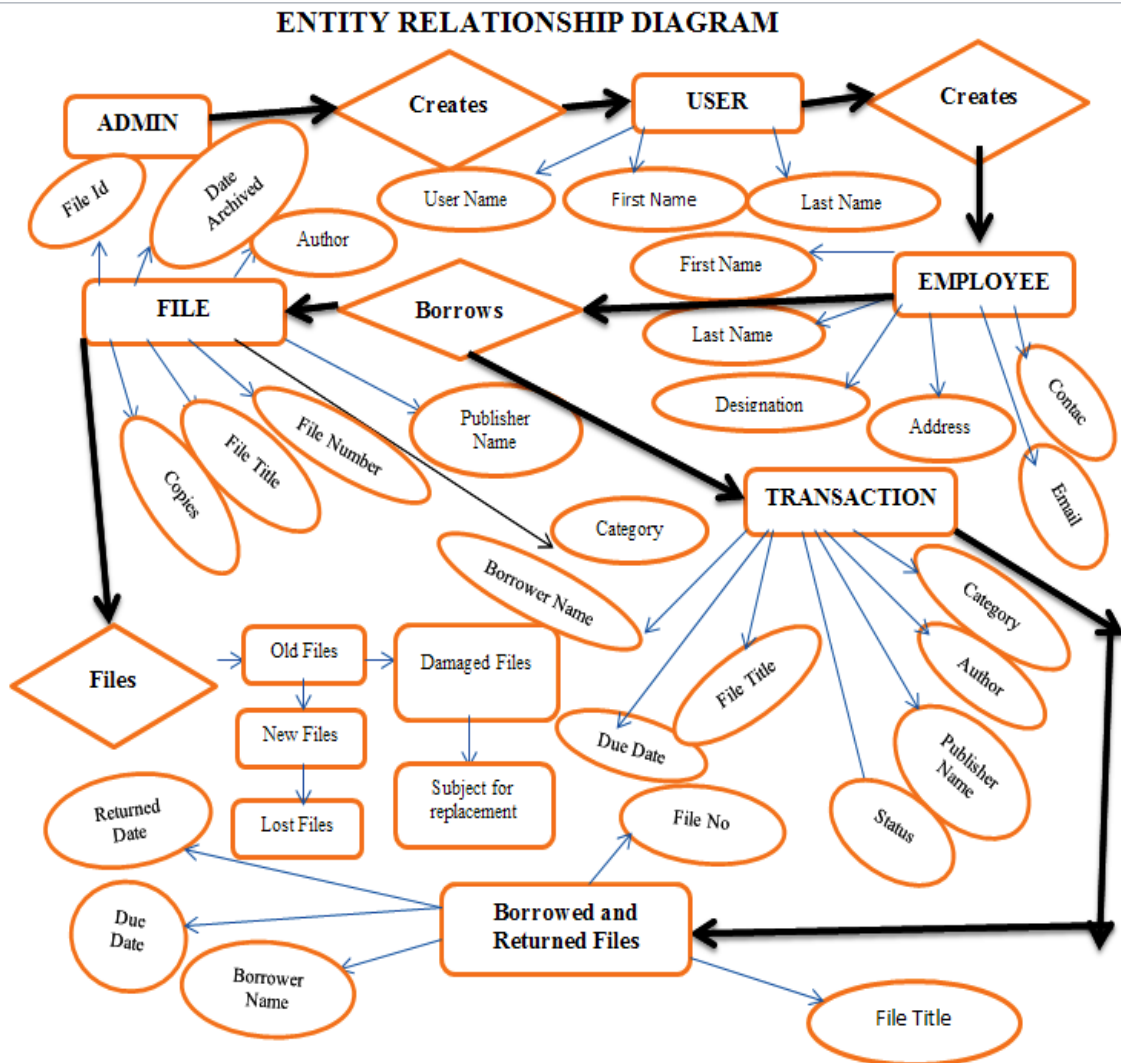 ENTITY RELATIONSHIP DIAGRAM
ADMIN
Creates
USER
Creates
File Id
Date
Archived
Author
User Name
First Name
Last Name
FILE
Borrows
First Name
EMPLOYEE
Last Name
Designation
Address
Contac
Email
Copies
File Title
File Number
Publisher
Name
Category
Borrower Name
TRANSACTION
Due Date
File Title
Status
Publisher
Name
Author
Category
Files
Old Files
Damaged Files
New Files
Lost Files
Subject for
replacement
Returned
Date
Due
Date
Borrower
Name
Borrowed and
Returned Files
File No
File Title